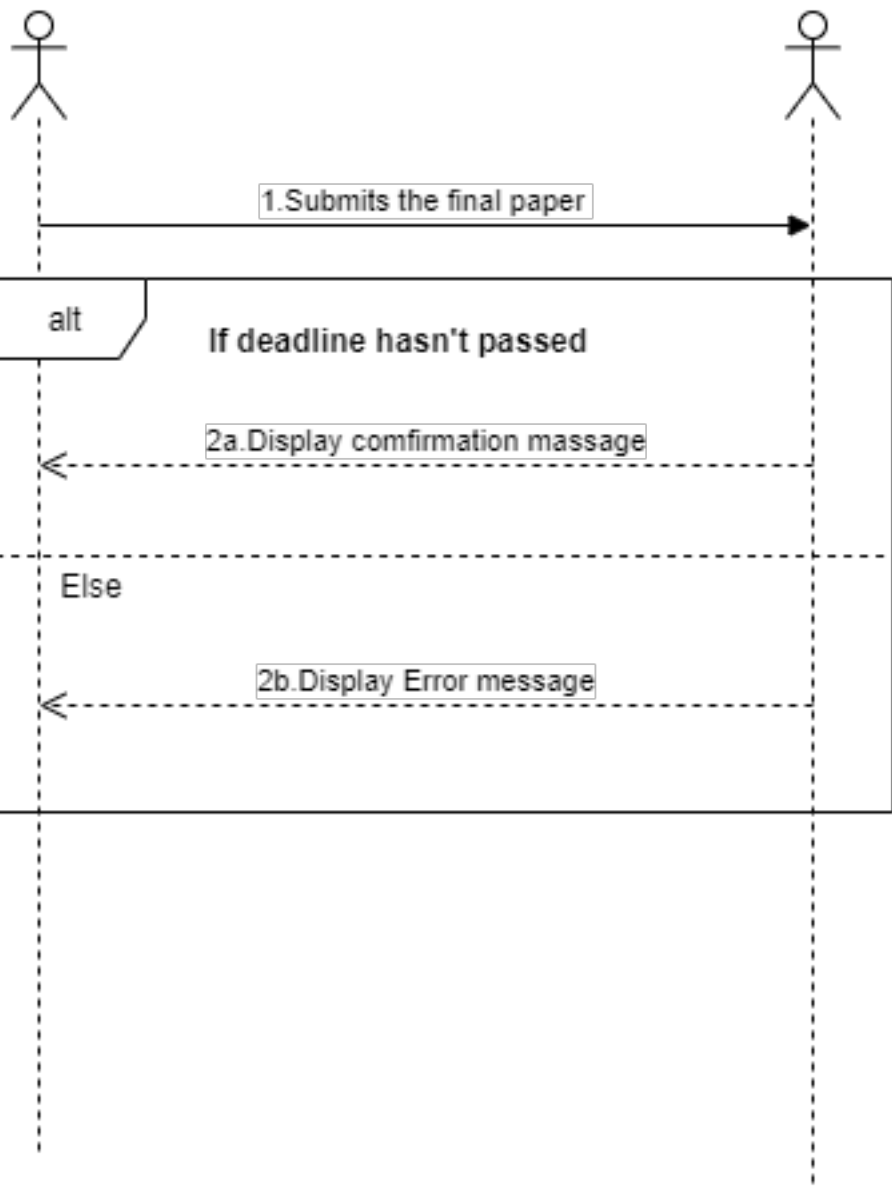 1.Submits the final paper
alt
If deadline hasn't passed
2a.Display comfirmation massage
Else
2b.Display Error message